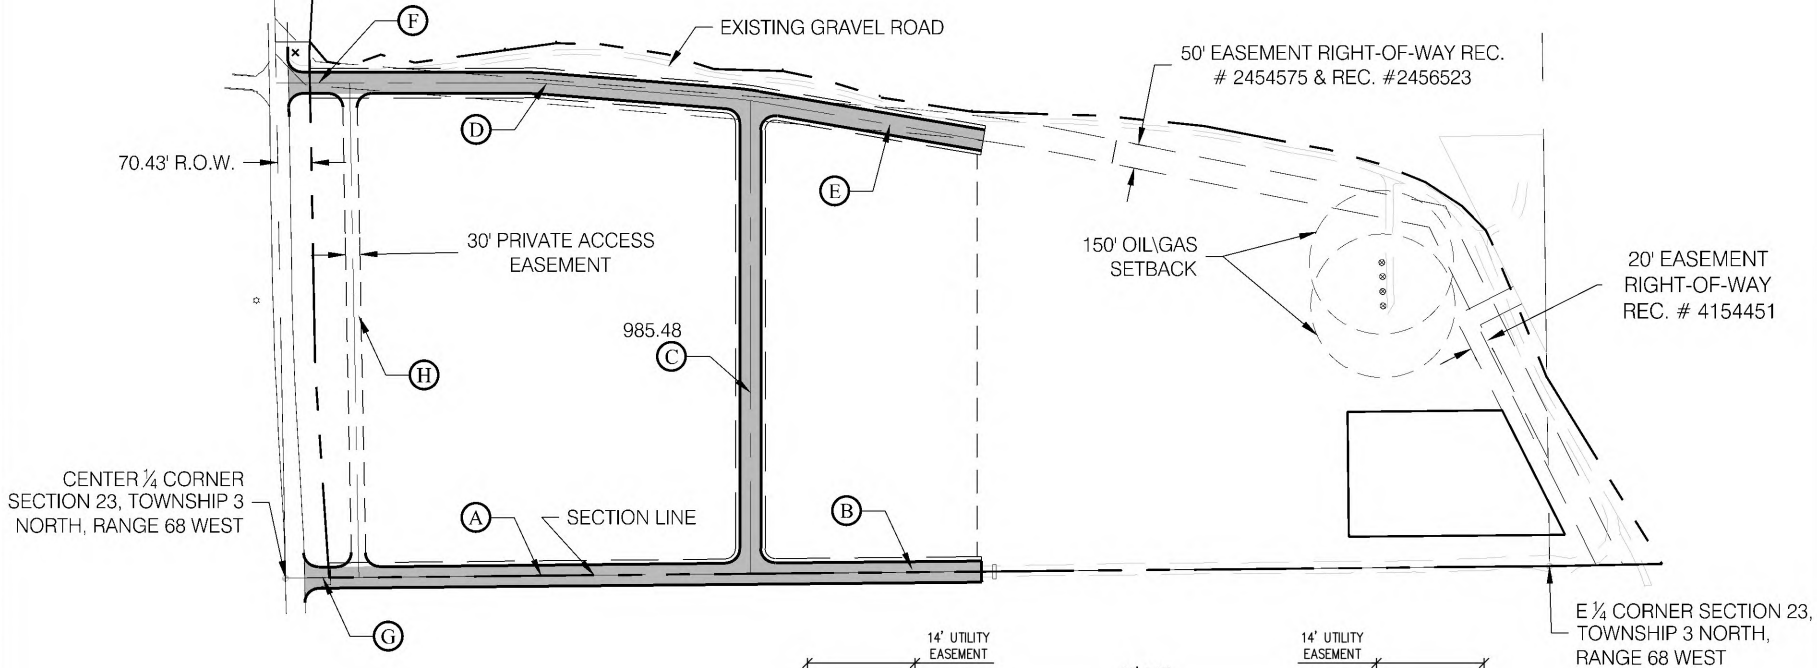 F
EXISTING GRAVEL ROAD
50' EASEMENT RIGHT-OF-WAY REC.
# 2454575 & REC. #2456523
D
70.43' R.O.W.
E
30' PRIVATE ACCESS
EASEMENT
150' OIL\GAS
SETBACK
20' EASEMENT
RIGHT-OF-WAY
REC. # 4154451
985.48
C
H
CENTER ¼ CORNER
SECTION 23, TOWNSHIP 3
NORTH, RANGE 68 WEST
A
SECTION LINE
B
G
E ¼ CORNER SECTION 23,
TOWNSHIP 3 NORTH,
RANGE 68 WEST
14' UTILITY
EASEMENT
14' UTILITY
EASEMENT